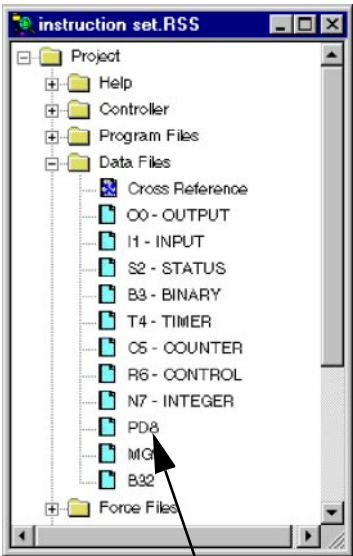 instruction set.RSS
Project
Help
Controller
Program Files
Data Files
Cross Reference
O0 - OUTPUT
I1 - INPUT
S2 - STATUS
B3 - BINARY
T4 - TIMER
C5 - COUNTER
R6 - CONTROL
N7 - INTEGER
PD8
B32
Force Files